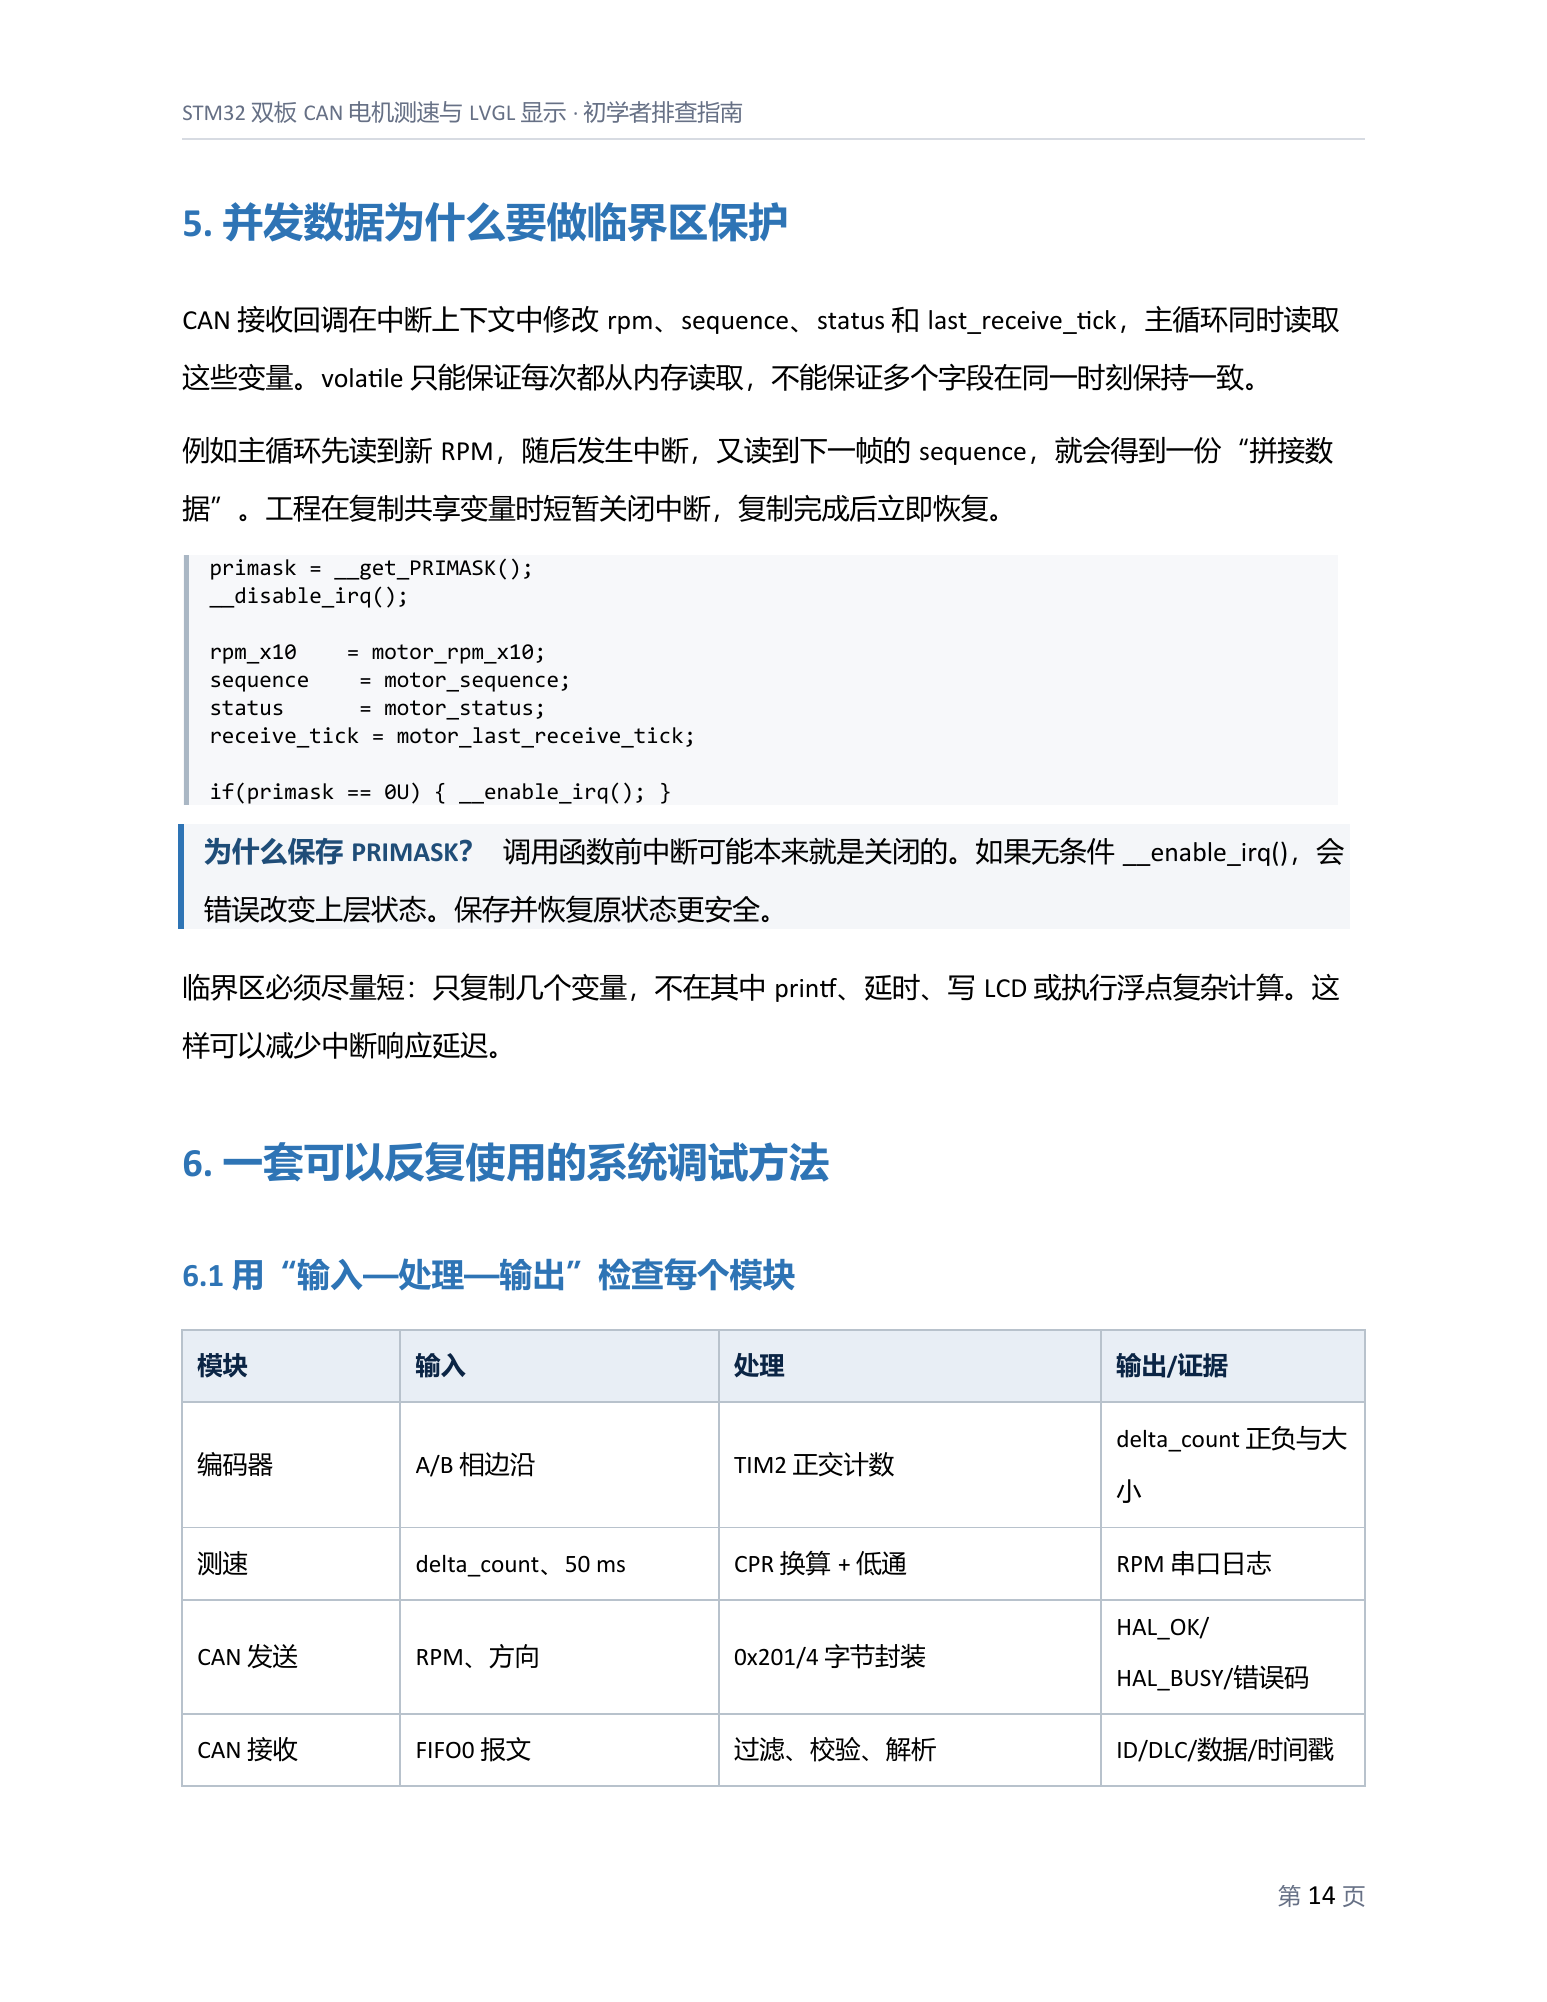 STM32 双板 CAN 电机测速与 LVGL 显示 · 初学者排查指南
5. 并发数据为什么要做临界区保护
CAN 接收回调在中断上下文中修改 rpm、sequence、status 和 last_receive_tick，主循环同时读取
这些变量。volatile 只能保证每次都从内存读取，不能保证多个字段在同一时刻保持一致。
例如主循环先读到新 RPM，随后发生中断，又读到下一帧的 sequence，就会得到一份“拼接数
据”。工程在复制共享变量时短暂关闭中断，复制完成后立即恢复。
primask = __get_PRIMASK();
__disable_irq();
rpm_x10    = motor_rpm_x10;
sequence    = motor_sequence;
status      = motor_status;
receive_tick = motor_last_receive_tick;
if(primask == 0U) { __enable_irq(); }
为什么保存 PRIMASK？ 调用函数前中断可能本来就是关闭的。如果无条件 __enable_irq()，会
错误改变上层状态。保存并恢复原状态更安全。
临界区必须尽量短：只复制几个变量，不在其中 printf、延时、写 LCD 或执行浮点复杂计算。这
样可以减少中断响应延迟。
6. 一套可以反复使用的系统调试方法
6.1 用“输入—处理—输出”检查每个模块
模块 输入 处理 输出/证据
编码器 A/B 相边沿 TIM2 正交计数 delta_count 正负与大
小
测速 delta_count、50 ms CPR 换算 + 低通 RPM 串口日志
CAN 发送 RPM、方向 0x201/4 字节封装 HAL_OK/
HAL_BUSY/错误码
CAN 接收 FIFO0 报文 过滤、校验、解析 ID/DLC/数据/时间戳
第 14 页